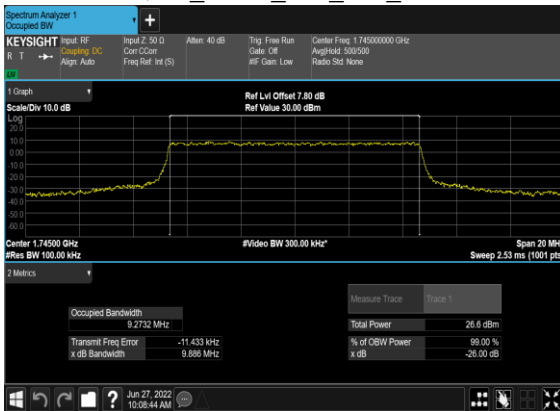 Spectrum Analyzer 1
Occupied BW
+
KEYSIGHT
R T
Input: RF
Coupling: DC
Align: Auto
Input Z: 50 Ω
Corr CCorr
Freq Ref: Int (S)
Atten: 40 dB
Trig: Free Run
Gate: Off
#IF Gain: Low
Center Freq: 1.745000000 GHz
Avg|Hold: 500/500
Radio Std: None
1 Graph
Scale/Div 10.0 dB
Ref Lvl Offset 7.80 dB
Ref Value 30.00 dBm
Log
20.0
10.0
0.00
-10.0
-20.0
-30.0
-40.0
-50.0
-60.0
Center 1.74500 GHz
#Res BW 100.00 kHz
#Video BW 300.00 kHz*
Span 20 MH
Sweep 2.53 ms (1001 pts
2 Metrics
Measure Trace
Trace 1
Occupied Bandwidth
9.2732 MHz
Total Power
26.6 dBm
Transmit Freq Error
-11.433 kHz
% of OBW Power
99.00 %
x dB Bandwidth
9.886 MHz
x dB
-26.00 dB
?
Jun 27, 2022
10:08:44 AM